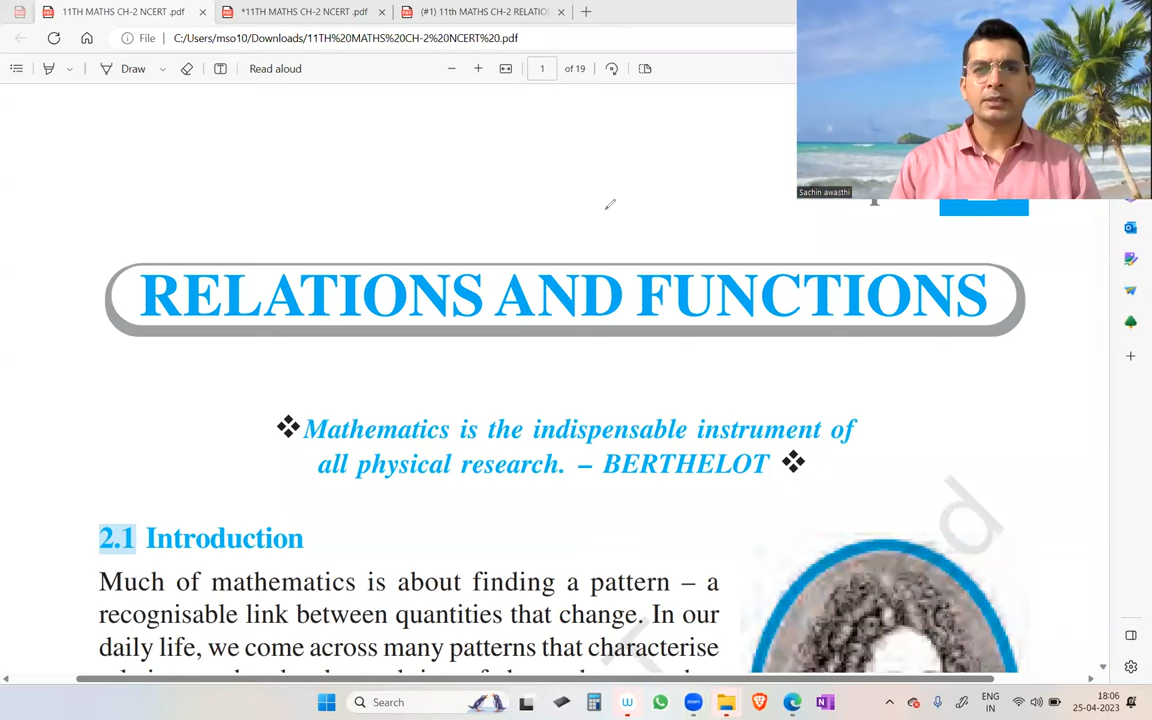 11TH MATHS CH-2 NCERT .pdf
*11TH MATHS CH-2 NCERT .pdf
(#1) 11th MATHS CH-2 RELATIO
File
C:/Users/mso10/Downloads/11TH%20MATHS%20CH-2%20NCERT%20.pdf
Draw
Read aloud
1 of 19
Sachin awasthi
RELATIONS AND FUNCTIONS
❖Mathematics is the indispensable instrument of
all physical research. – BERTHELOT ❖
2.1 Introduction
Much of mathematics is about finding a pattern – a
recognisable link between quantities that change. In our
daily life, we come across many patterns that characterise
d
Search
ENG
IN
18:06
25-04-2023